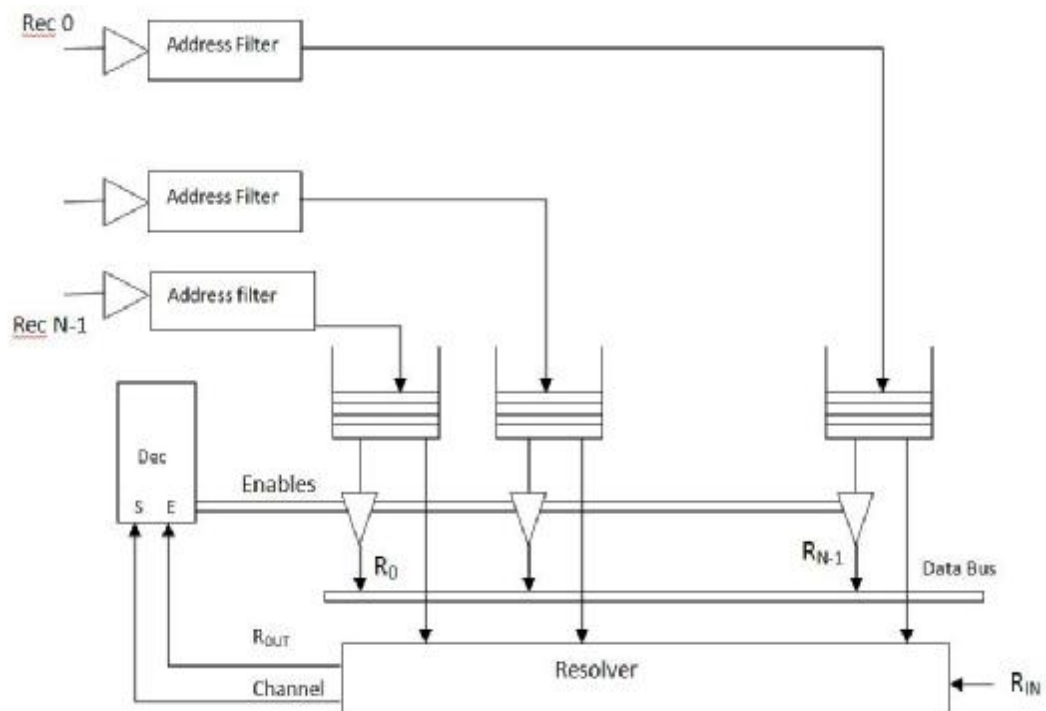 Rec 0
Address Filter
Address Filter
Address filter
Rec N-1
Dec
S E
Enables
R0
RN-1
Data Bus
ROUT
Resolver
Channel
RIN